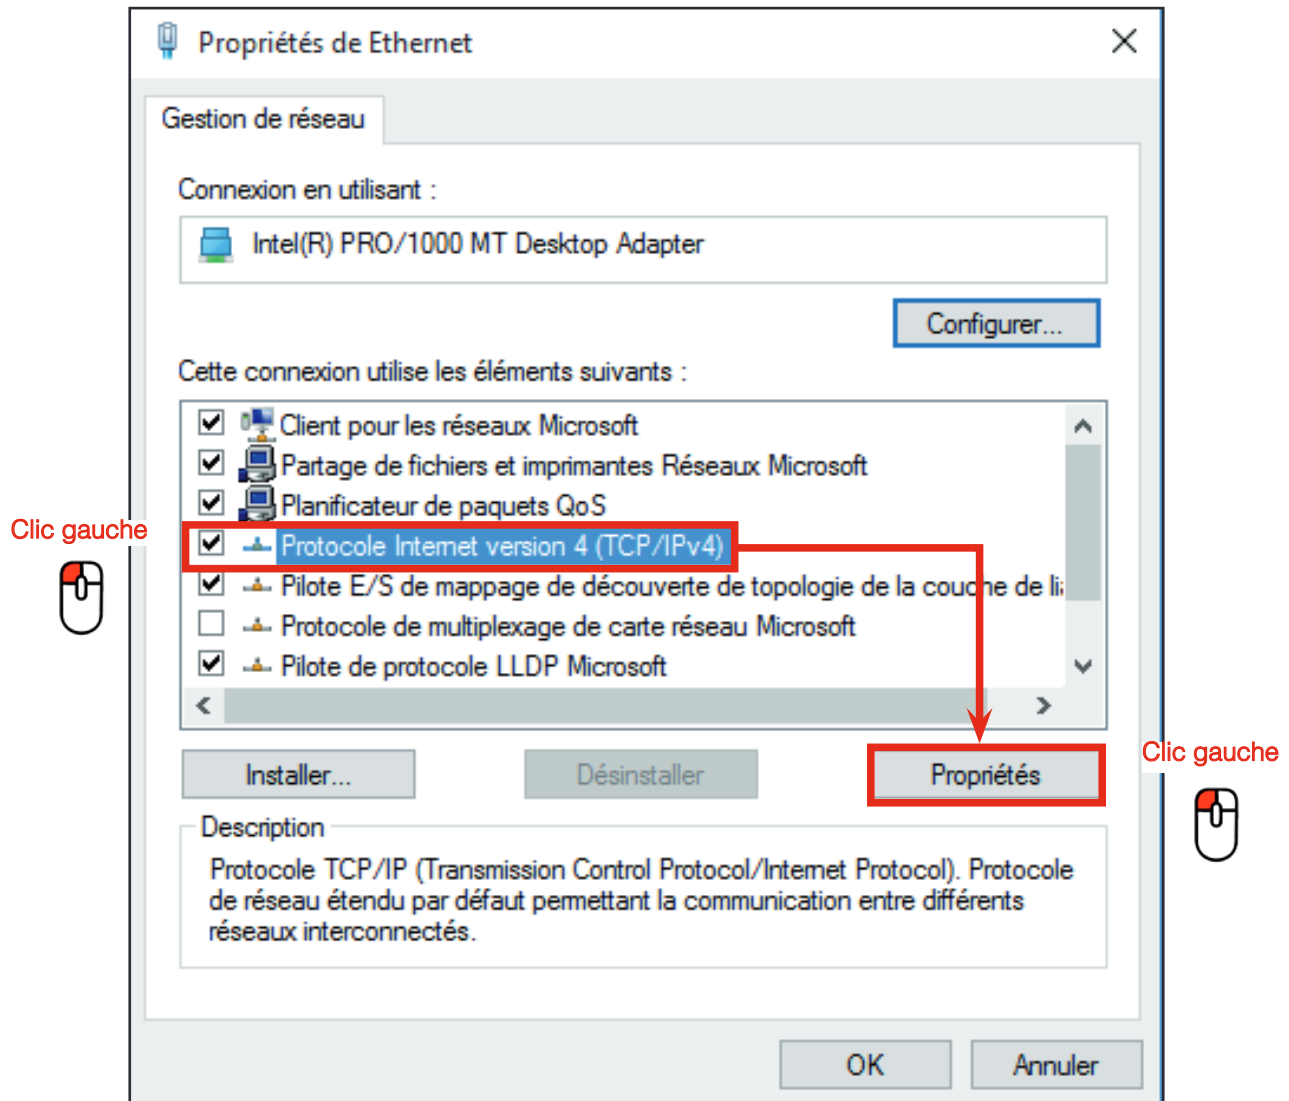 Propriétés de Ethernet
Gestion de réseau
Connexion en utilisant :
Intel(R) PRO/1000 MT Desktop Adapter
Configurer...
Cette connexion utilise les éléments suivants :
Client pour les réseaux Microsoft
Partage de fichiers et imprimantes Réseaux Microsoft
Planificateur de paquets QoS
Clic gauche
Protocole Internet version 4 (TCP/IPv4)
Pilote E/S de mappage de découverte de topologie de la couche de li
Protocole de multiplexage de carte réseau Microsoft
Pilote de protocole LLDP Microsoft
Clic gauche
Installer...
Désinstaller
Propriétés
Description
Protocole TCP/IP (Transmission Control Protocol/Internet Protocol). Protocole
de réseau étendu par défaut permettant la communication entre différents
réseaux interconnectés.
OK
Annuler